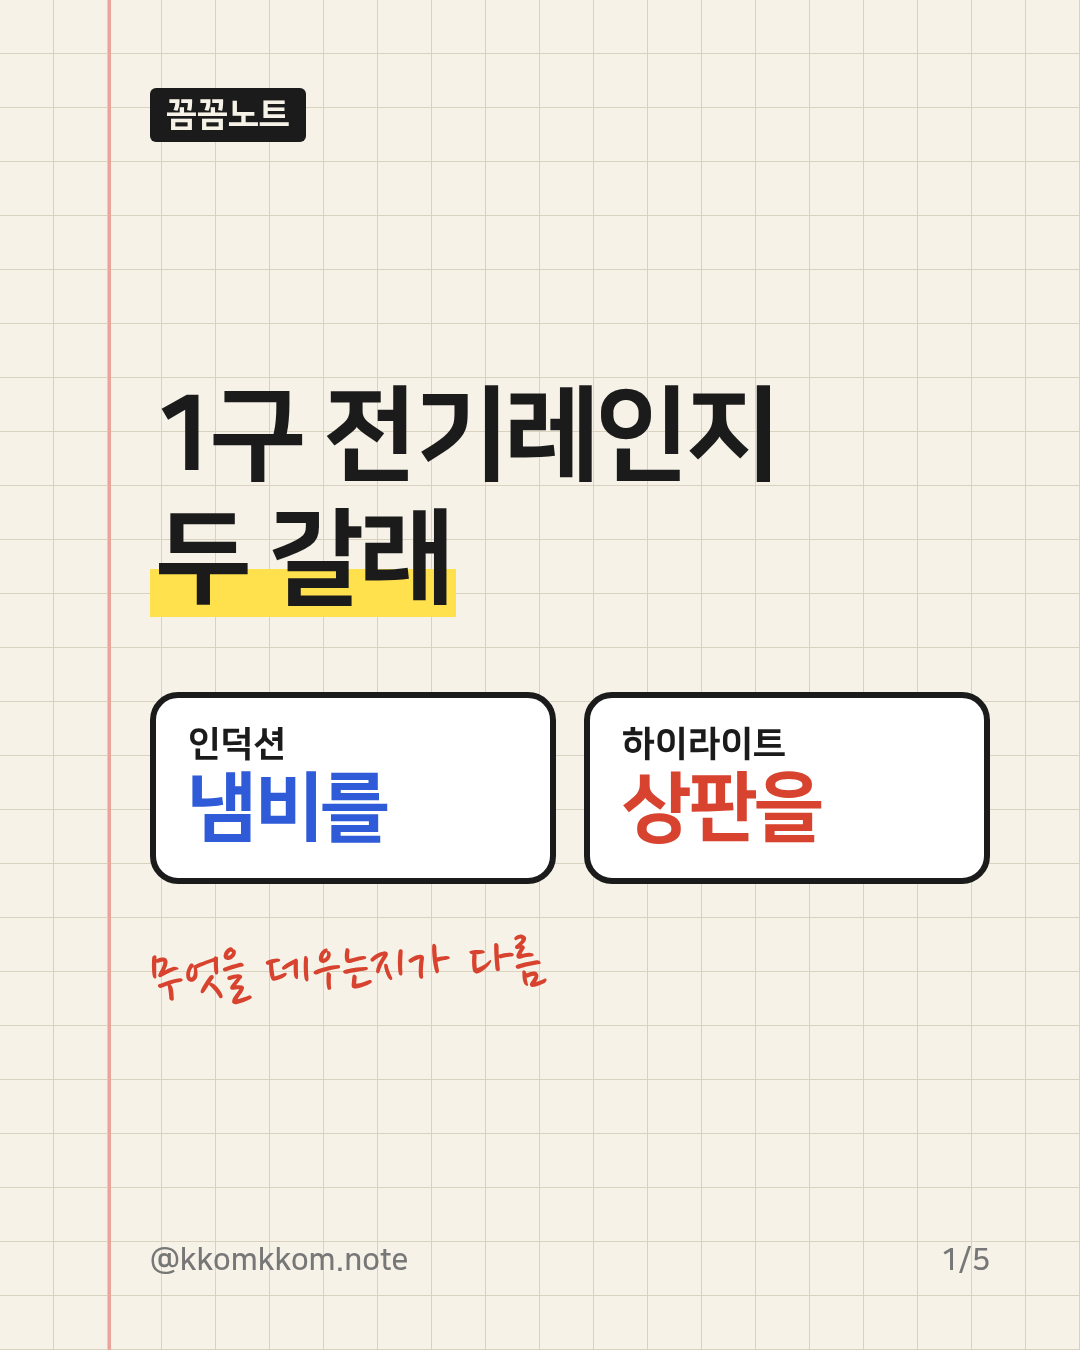 꼼꼼노트
1구 전기레인지
두 갈래
인덕션
냄비를
하이라이트
상판을
무엇을 데우는지가 다름
@kkomkkom.note
1/5